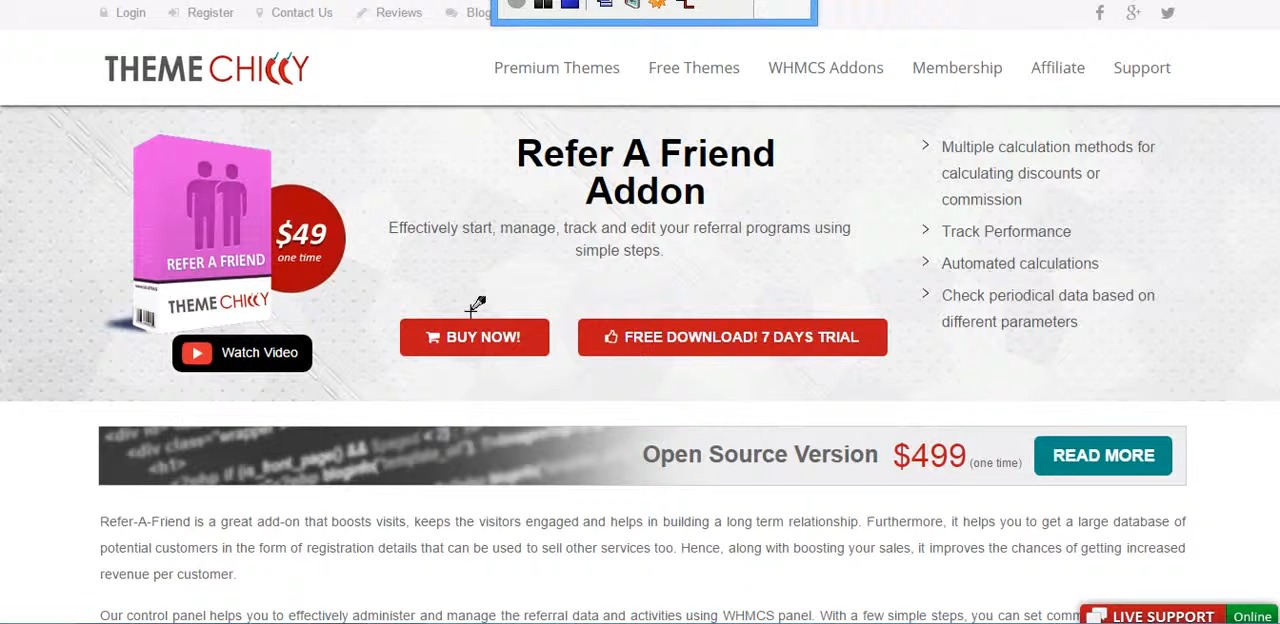 Login Register Contact Us Reviews Blog
THEME CHILLY
Premium Themes Free Themes WHMCS Addons Membership Affiliate Support
Refer A Friend
Addon
Effectively start, manage, track and edit your referral programs using
simple steps.
$49
one time
REFER A FRIEND
THEME CHILLY
Watch Video
BUY NOW!
FREE DOWNLOAD! 7 DAYS TRIAL
Multiple calculation methods for
calculating discounts or
commission
Track Performance
Automated calculations
Check periodical data based on
different parameters
Open Source Version $499 (one time) READ MORE
Refer-A-Friend is a great add-on that boosts visits, keeps the visitors engaged and helps in building a long term relationship. Furthermore, it helps you to get a large database of
potential customers in the form of registration details that can be used to sell other services too. Hence, along with boosting your sales, it improves the chances of getting increased
revenue per customer.
Our control panel helps you to effectively administer and manage the referral data and activities using WHMCS panel. With a few simple steps, you can set
LIVE SUPPORT Online